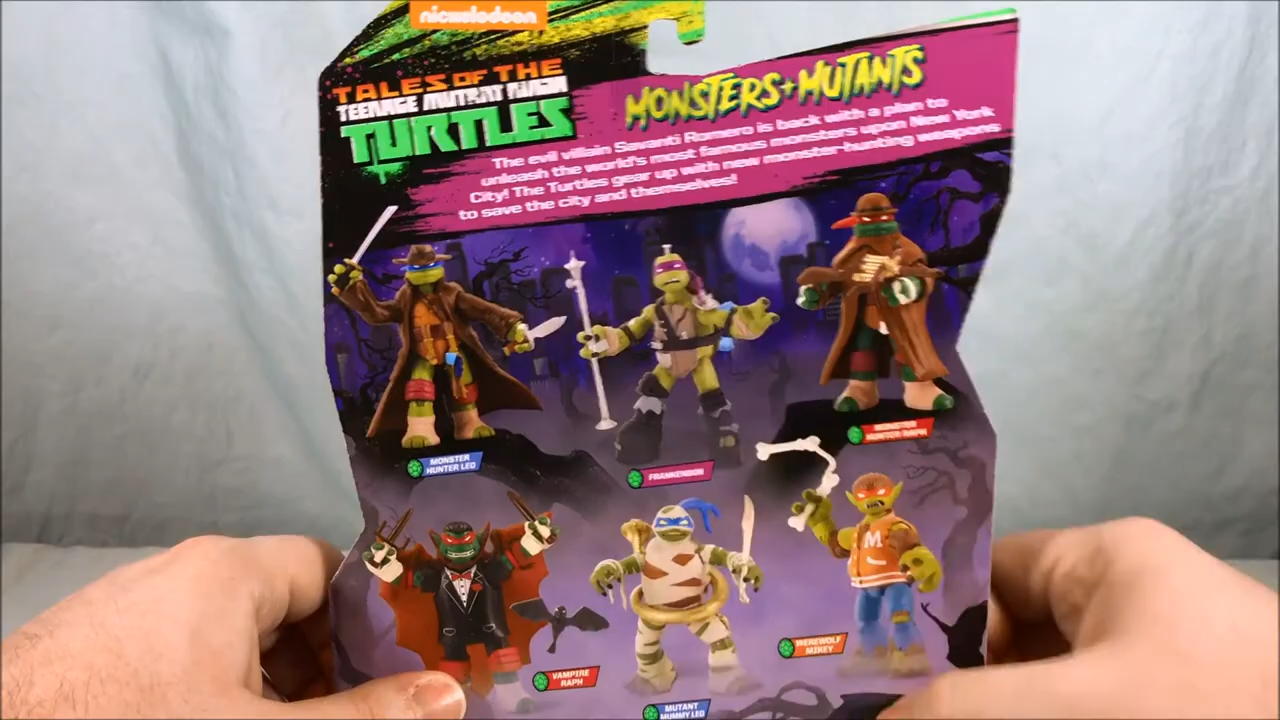 nickelodeon
TALES OF THE
TEENAGE MUTANT NINJA
TURTLES
MONSTERS + MUTANTS
The evil villain Savanti Romero is back with a plan to
unleash the world's most famous monsters upon New York
City! The Turtles gear up with new monster-hunting weapons
to save the city and themselves!
MONSTER
HUNTER LEO
FRANKENDON
MONSTER
HUNTER RAPH
M
VAMPIRE
RAPH
MUTANT
MUMMY LEO
WEREWOLF
MIKEY